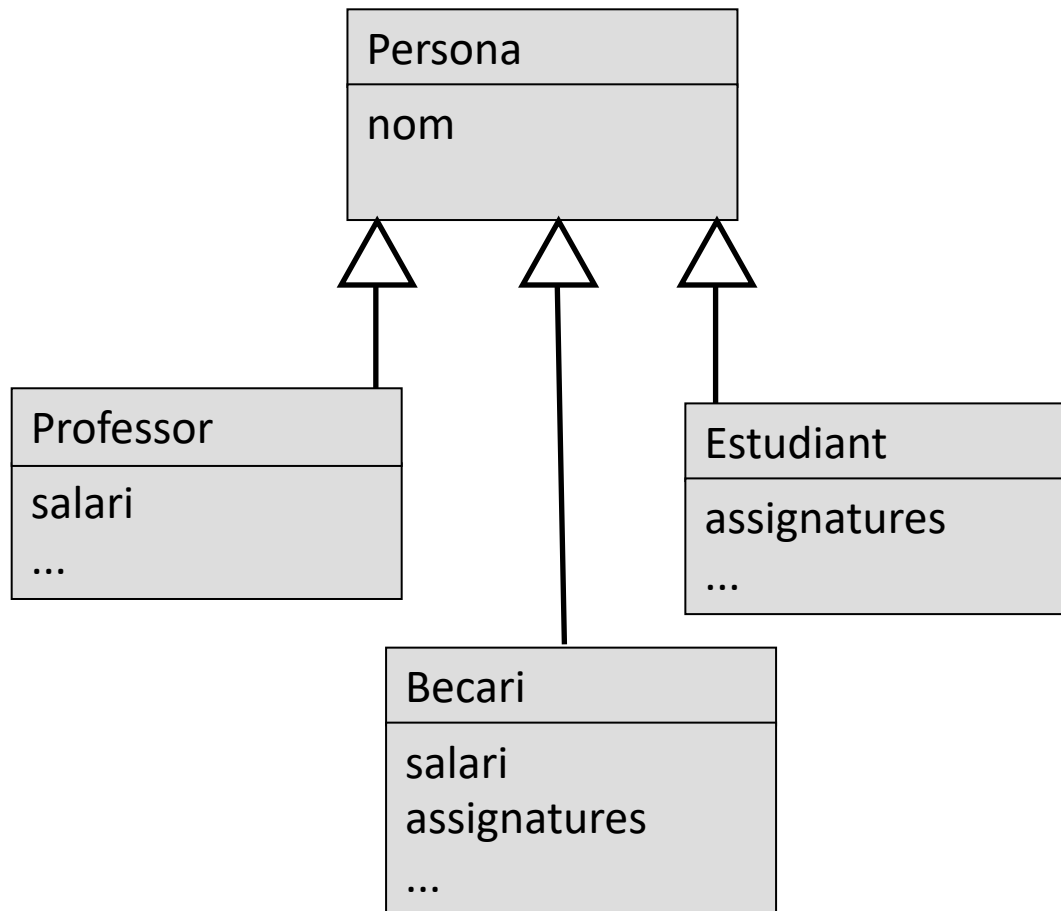 Persona
nom
Professor
salari
...
Estudiant
assignatures
...
Becari
salari
assignatures
...